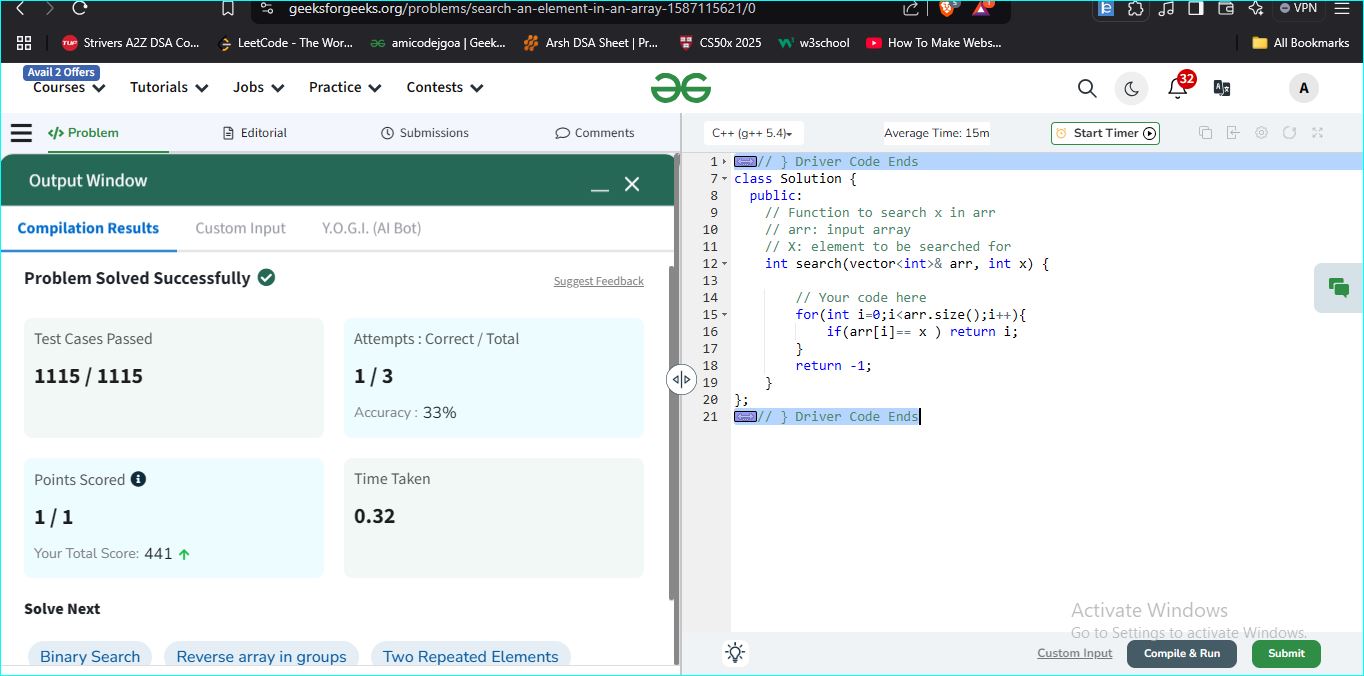 geeksforgeeks.org/problems/search-an-element-in-an-array-1587115621/0
VPN
Strivers A2Z DSA Co...
LeetCode - The Wor...
amicodejgoa | Geek...
Arsh DSA Sheet | Pr...
CS50x 2025
w3school
How To Make Webs...
All Bookmarks
Avail 2 Offers
Courses
Tutorials
Jobs
Practice
Contests
32
A
</> Problem
Editorial
Submissions
Comments
C++ (g++ 5.4)
Average Time: 15m
Start Timer
Output Window
Compilation Results
Custom Input
Y.O.G.I. (AI Bot)
Problem Solved Successfully
Suggest Feedback
Test Cases Passed
1115 / 1115
Attempts : Correct / Total
1 / 3
Accuracy : 33%
Points Scored
1 / 1
Your Total Score: 441
Time Taken
0.32
Solve Next
Binary Search
Reverse array in groups
Two Repeated Elements
1 // } Driver Code Ends
7 class Solution {
8 public:
9 // Function to search x in arr
10 // arr: input array
11 // X: element to be searched for
12 int search(vector<int>& arr, int x) {
13
14 // Your code here
15 for(int i=0;i<arr.size();i++){
16 if(arr[i]== x ) return i;
17 }
18 return -1;
19 }
20 };
21 // } Driver Code Ends
Activate Windows
Go to Settings to activate Windows.
Custom Input
Compile & Run
Submit